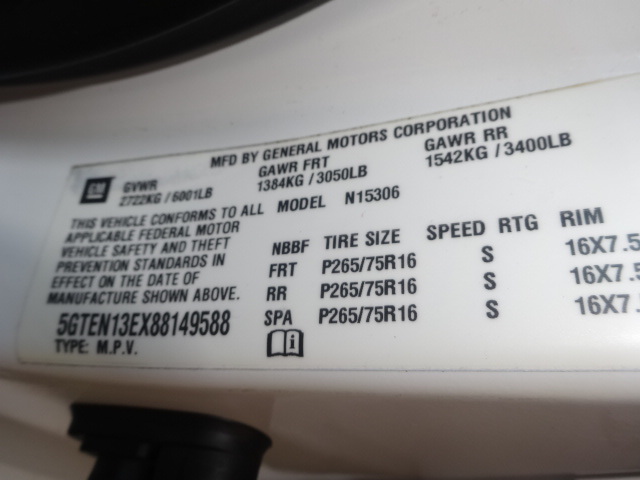 MFD BY GENERAL MOTORS CORPORATION
GM GVWR GAWR FRT GAWR RR
2722KG / 6001LB 1384KG / 3050LB 1542KG / 3400LB
THIS VEHICLE CONFORMS TO ALL MODEL N15306
APPLICABLE FEDERAL MOTOR
VEHICLE SAFETY AND THEFT
PREVENTION STANDARDS IN
EFFECT ON THE DATE OF
MANUFACTURE SHOWN ABOVE.
5GTEN13EX88149588
TYPE: M.P.V.
NBBF TIRE SIZE SPEED RTG RIM
FRT P265/75R16 S 16X7.5
RR P265/75R16 S 16X7.5
SPA P265/75R16 S 16X7.
i